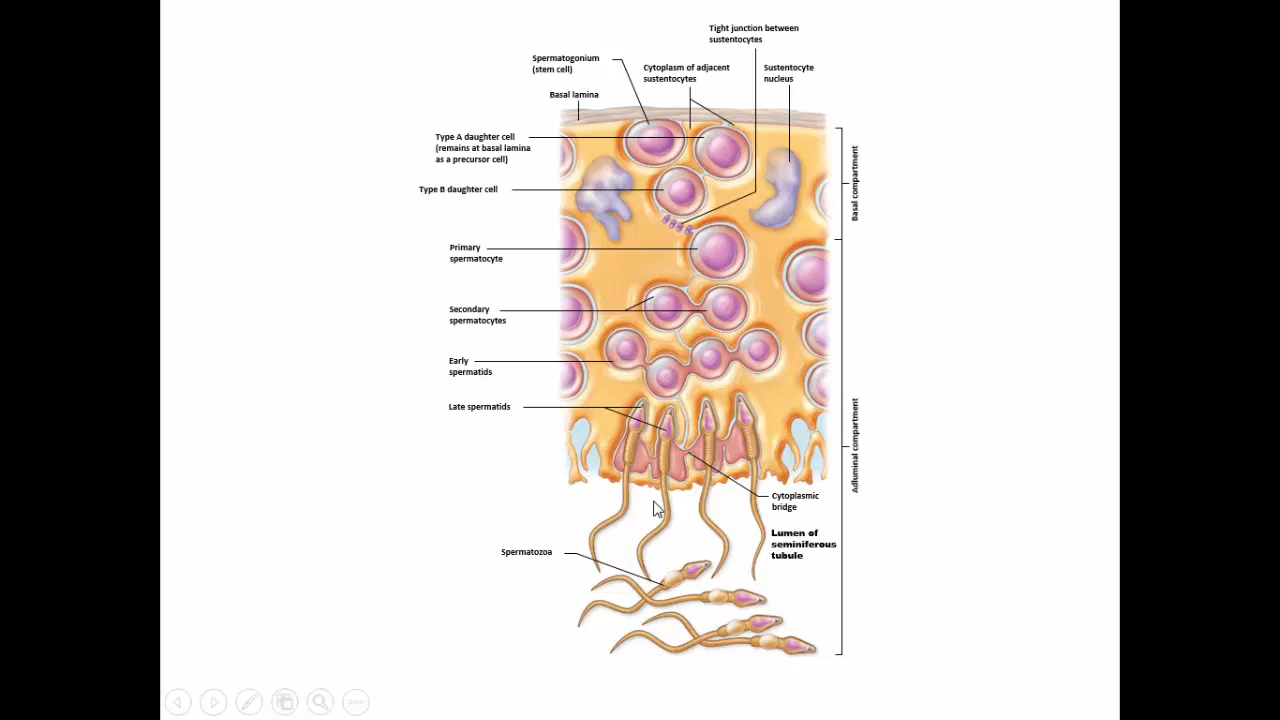 Tight junction between
sustentocytes
Spermatogonium
(stem cell)
Cytoplasm of adjacent
sustentocytes
Sustentocyte
nucleus
Basal lamina
Type A daughter cell
(remains at basal lamina
as a precursor cell)
Type B daughter cell
Basal compartment
Primary
spermatocyte
Secondary
spermatocytes
Early
spermatids
Late spermatids
Adluminal compartment
Cytoplasmic
bridge
Lumen of
seminiferous
tubule
Spermatozoa